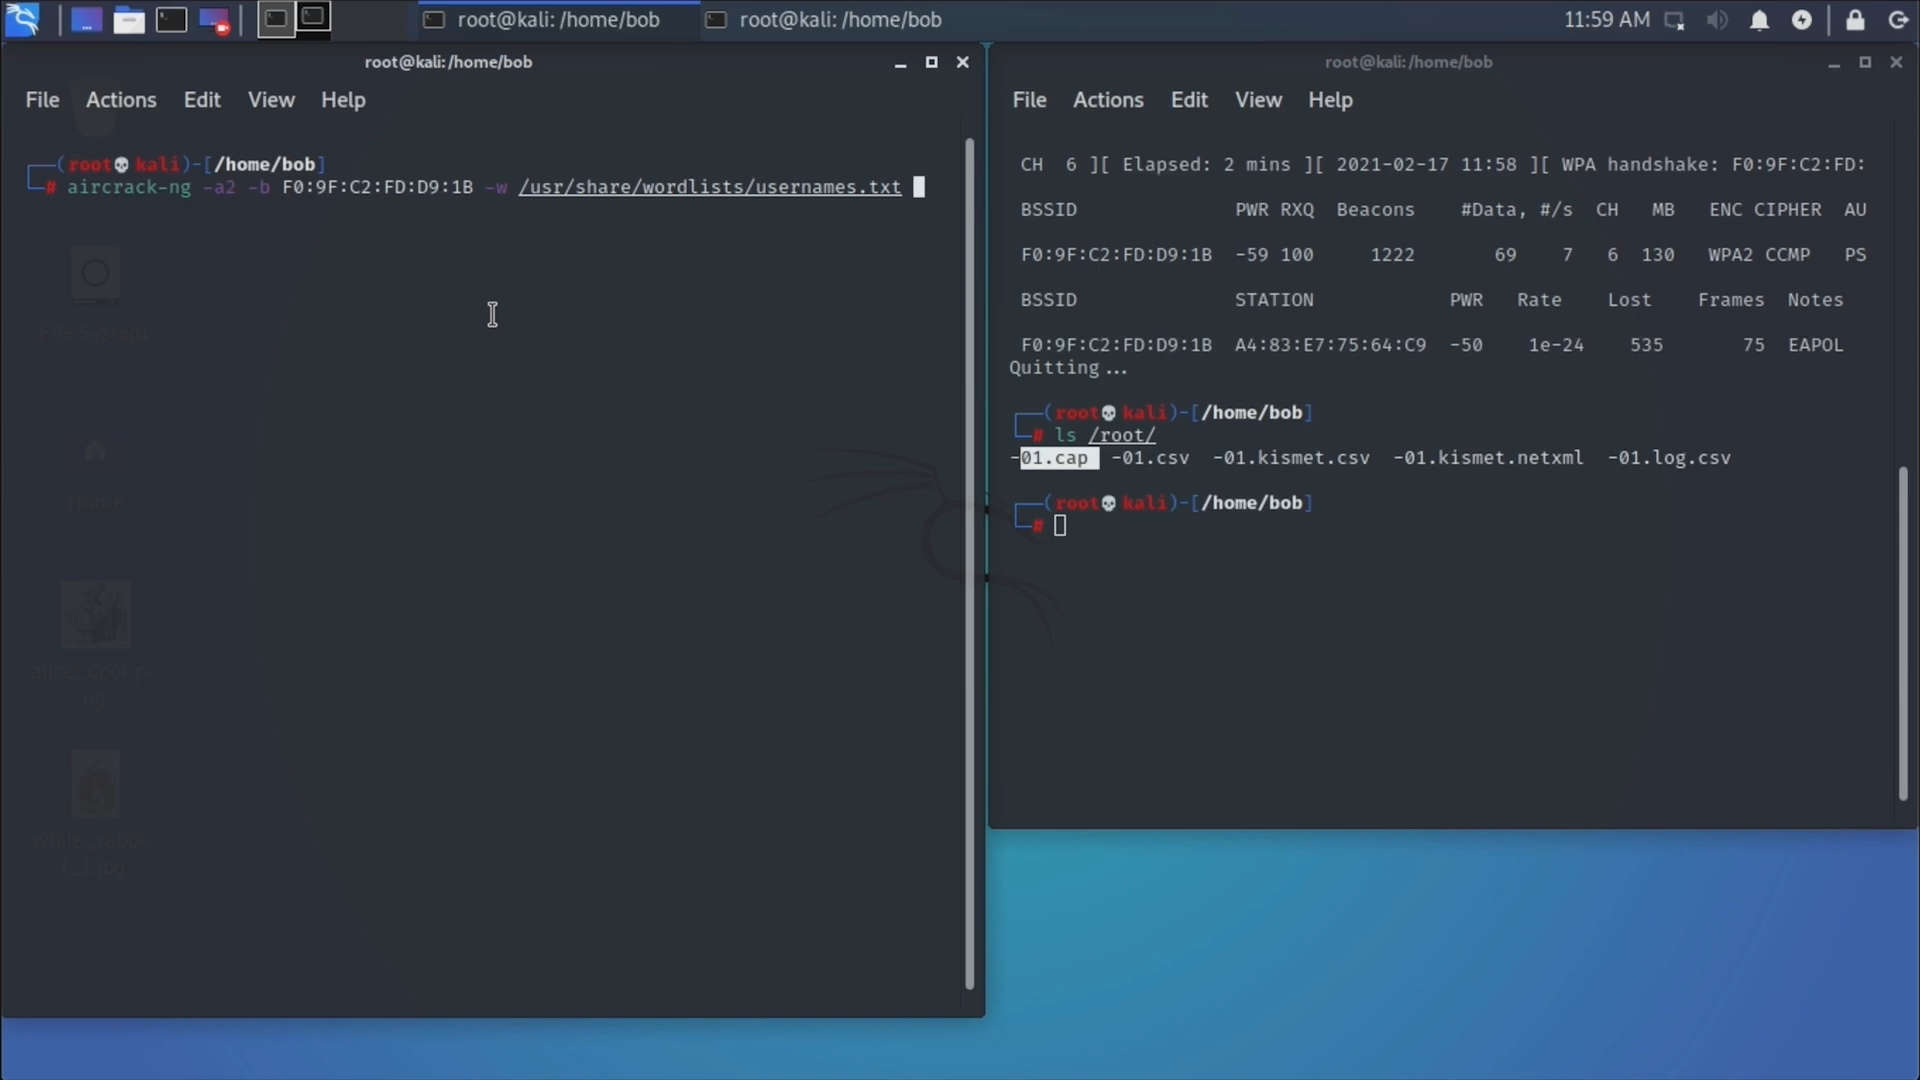 root@kali: /home/bob
root@kali: /home/bob
11:59 AM
root@kali: /home/bob
File Actions Edit View Help
(root💀kali)-[/home/bob]
# aircrack-ng -a2 -b F0:9F:C2:FD:D9:1B -w /usr/share/wordlists/usernames.txt
File System
Home
root@kali: /home/bob
File Actions Edit View Help
CH 6 ][ Elapsed: 2 mins ][ 2021-02-17 11:58 ][ WPA handshake: F0:9F:C2:FD:
BSSID PWR RXQ Beacons #Data, #/s CH MB ENC CIPHER AU
F0:9F:C2:FD:D9:1B -59 100 1222 69 7 6 130 WPA2 CCMP PS
BSSID STATION PWR Rate Lost Frames Notes
F0:9F:C2:FD:D9:1B A4:83:E7:75:64:C9 -50 1e-24 535 75 EAPOL
Quitting...
(root💀kali)-[/home/bob]
# ls /root/
-01.cap -01.csv -01.kismet.csv -01.kismet.netxml -01.log.csv
(root💀kali)-[/home/bob]
#